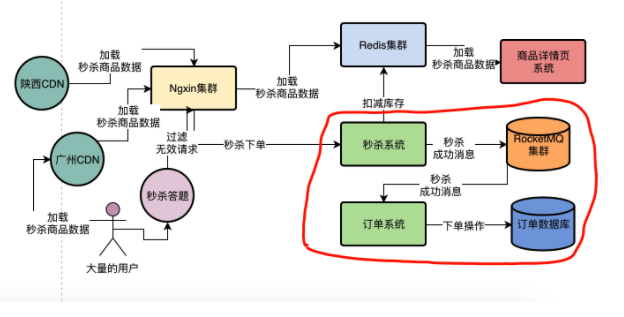 陕西CDN
加载
秒杀商品数据
Ngxin集群
加载
秒杀商品数据
Redis集群
加载
秒杀商品数据
商品详情页
系统
加载
秒杀商品数据
广州CDN
过滤
无效请求
秒杀下单
扣减库存
秒杀系统
秒杀
成功消息
RocketMQ
集群
秒杀
成功消息
秒杀答题
加载
秒杀商品数据
大量的用户
订单系统
下单操作
订单数据库